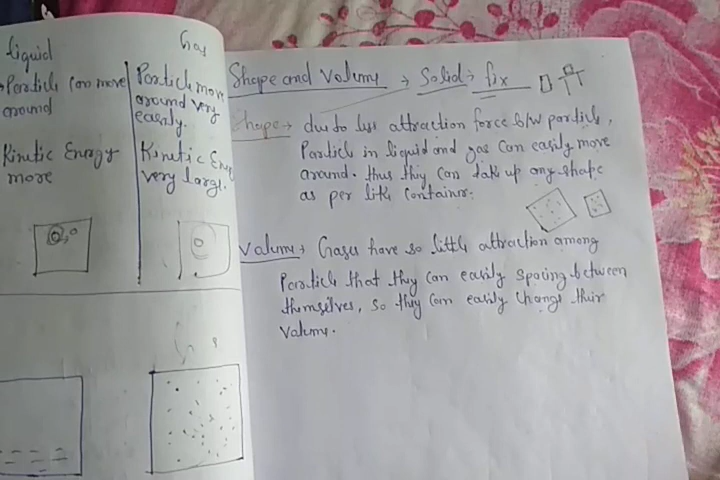 liquid
Particle can more
around
Kinetic Energy
more
Gas
Particle move
around very
easily.
Kinetic Ene
very large.
Shape and Volume → Solid → fix
Shape → due to less attraction force b/w particle,
Particle in liquid and gas can easily move
around. thus they can take up any shape
as per like container.
Volume → Gases have so little attraction among
Particle that they can easily spacing between
themselves, so they can easily change their
Volume.